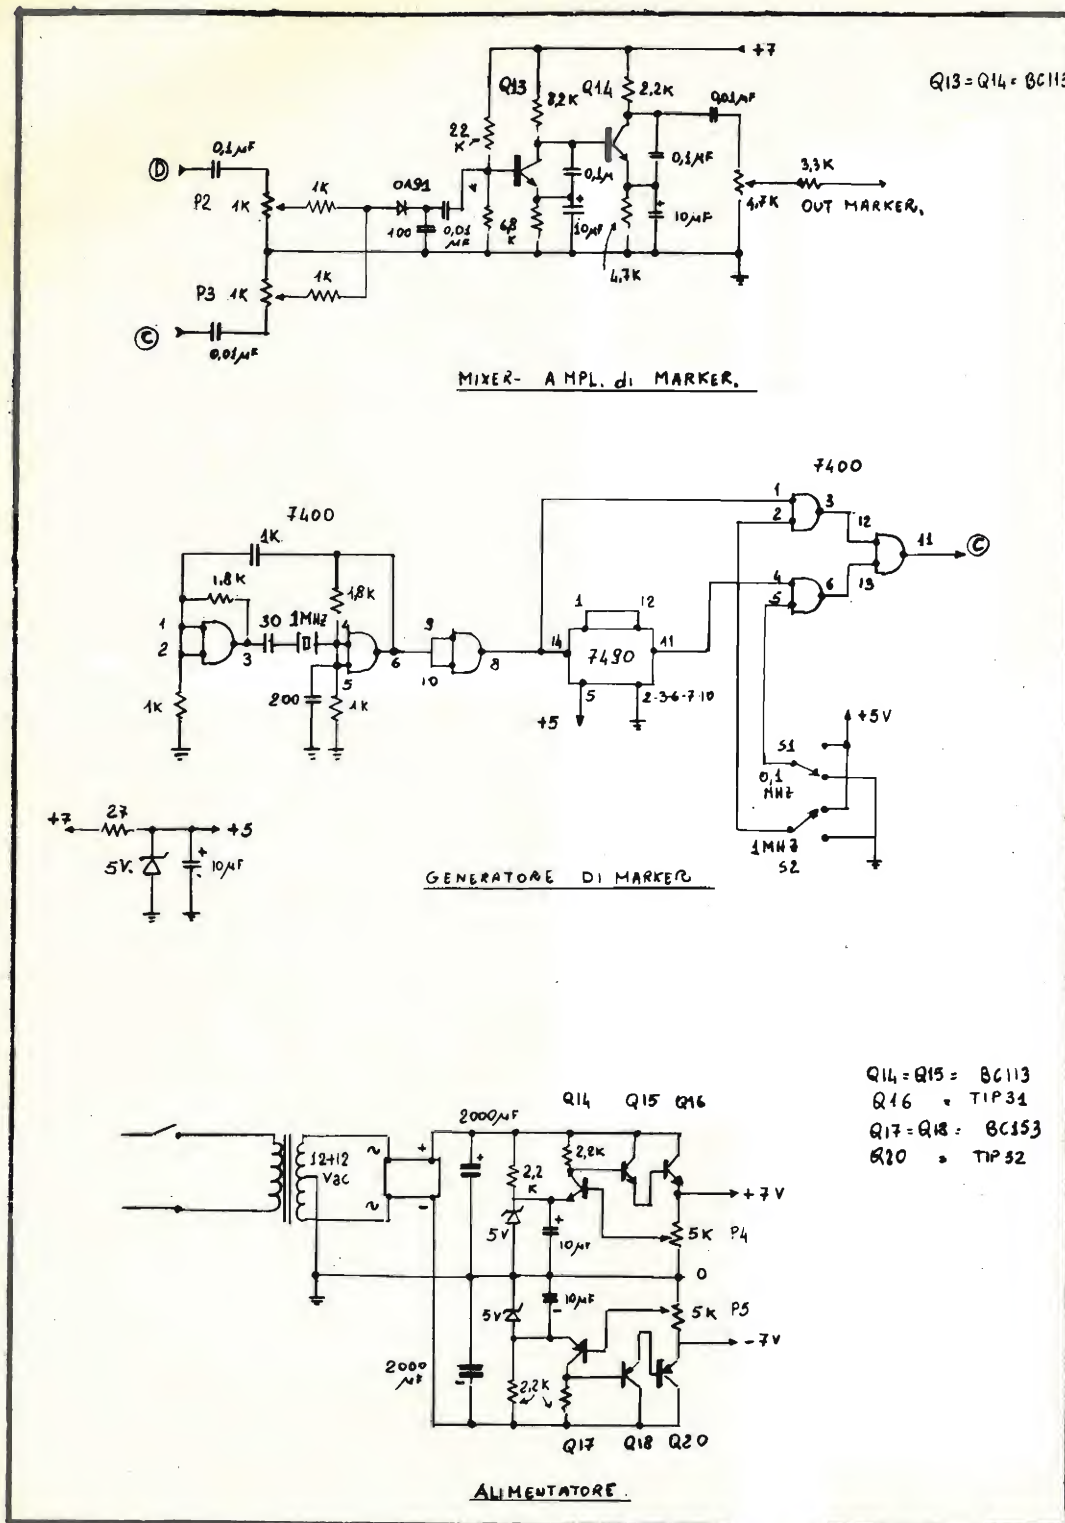 +7
Q13 = Q14 = BC113
Q13
8,2K
Q14
2,2K
0,01µF
22
K
0,1µF
D
P2
1K
1K
OA91
100
0,01
µF
6,8
K
0,1µ
10µF
0,1µF
10µF
4,7K
4,7K
3,3K
OUT MARKER.
P3
1K
1K
C
0,01µF
MIXER- AMPL. di MARKER.
7400
1K
1,8K
1
2
3
30
1MHZ
1,8K
4
5
6
200
1K
1K
9
10
8
14
1
12
7490
11
5
+5
2-3-6-7-10
7400
1
2
3
4
5
6
12
13
11
C
+5V
S1
0,1
MHZ
1MHZ
S2
+7
27
+5
5V.
10µF
GENERATORE DI MARKER
Q14 = Q15 = BC113
Q16 = TIP31
Q17 = Q18 = BC153
Q20 = TIP32
12+12
Vac
~
~
+
-
2000µF
+
Q14
Q15
Q16
2,2K
2,2
K
5V
+
10µF
+7V
5K P4
0
10µF
-
5V
5K P5
-7V
2000
µF
-
2,2K
Q17
Q18
Q20
ALIMENTATORE.